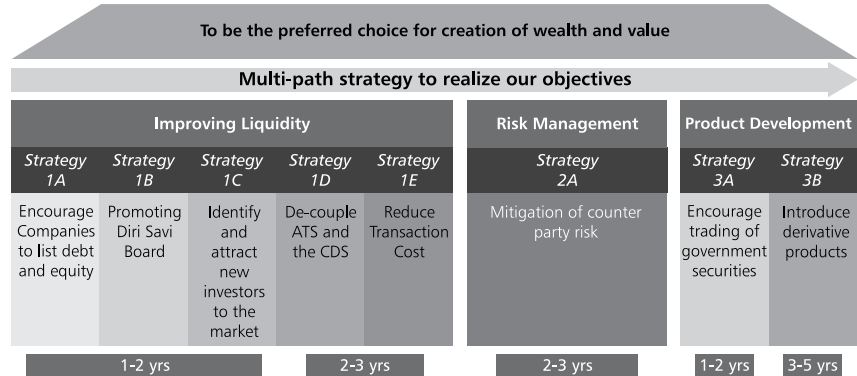 To be the preferred choice for creation of wealth and value
Multi-path strategy to realize our objectives
Improving Liquidity
Strategy
1A
Encourage
Companies
to list debt
and equity
Strategy
1B
Promoting
Diri Savi
Board
Strategy
1C
Identify
and
attract
new
investors
to the
market
Strategy
1D
De-couple
ATS and
the CDS
Strategy
1E
Reduce
Transaction
Cost
1-2 yrs
2-3 yrs
Risk Management
Strategy
2A
Mitigation of counter
party risk
2-3 yrs
Product Development
Strategy
3A
Encourage
trading of
government
securities
1-2 yrs
Strategy
3B
Introduce
derivative
products
3-5 yrs